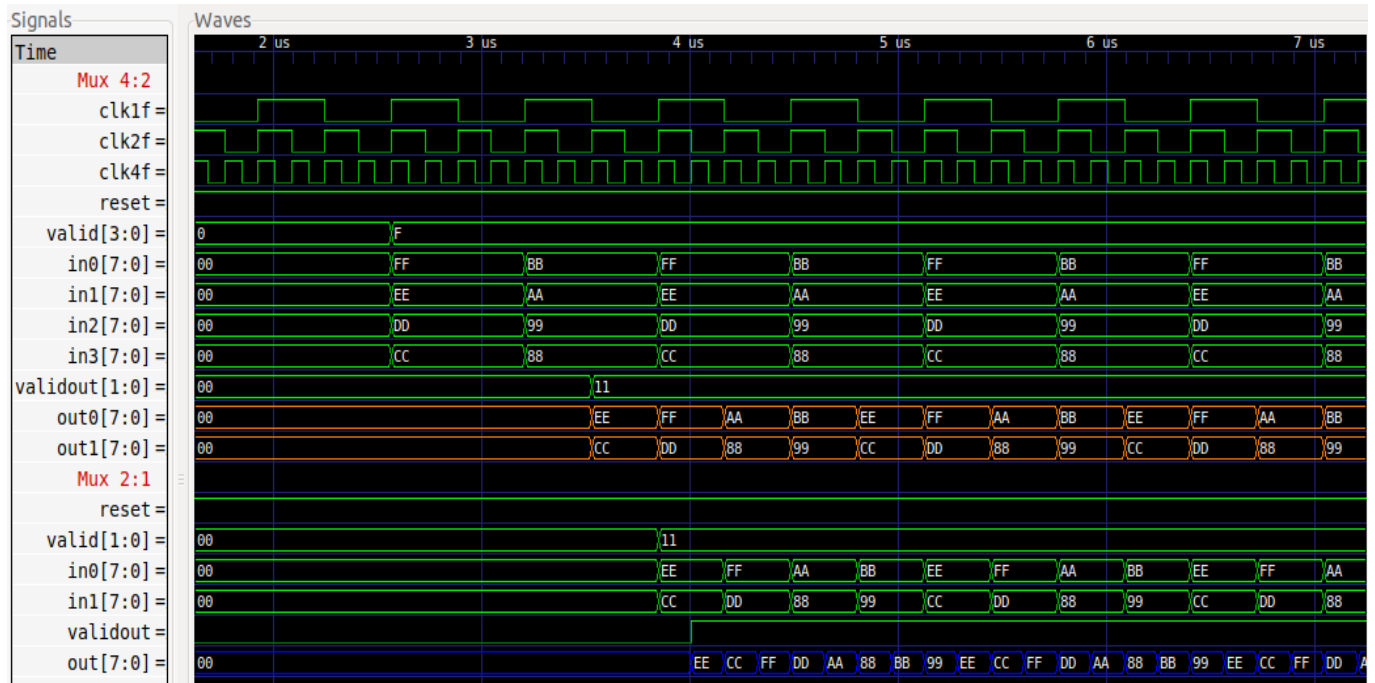 Signals Waves
Time 2 us 3 us 4 us 5 us 6 us 7 us
Mux 4:2
clk1f=
clk2f=
clk4f=
reset=
valid[3:0]= 0 F
in0[7:0]= 00 FF BB FF BB FF BB FF BB
in1[7:0]= 00 EE AA EE AA EE AA EE AA
in2[7:0]= 00 DD 99 DD 99 DD 99 DD 99
in3[7:0]= 00 CC 88 CC 88 CC 88 CC 88
validout[1:0]= 00 11
out0[7:0]= 00 EE FF AA BB EE FF AA BB EE FF AA BB
out1[7:0]= 00 CC DD 88 99 CC DD 88 99 CC DD 88 99
Mux 2:1
reset=
valid[1:0]= 00 11
in0[7:0]= 00 EE FF AA BB EE FF AA BB EE FF AA
in1[7:0]= 00 CC DD 88 99 CC DD 88 99 CC DD 88
validout=
out[7:0]= 00 EE CC FF DD AA 88 BB 99 EE CC FF DD AA 88 BB 99 EE CC FF DD A